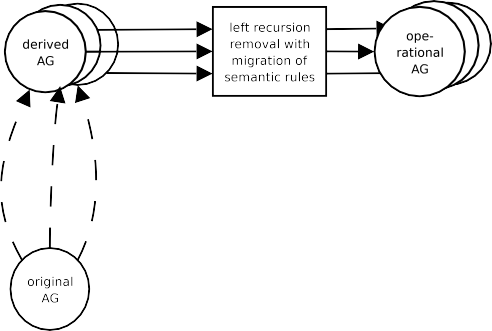 derived
AG
left recursion
removal with
migration of
semantic rules
ope-
rational
AG
original
AG